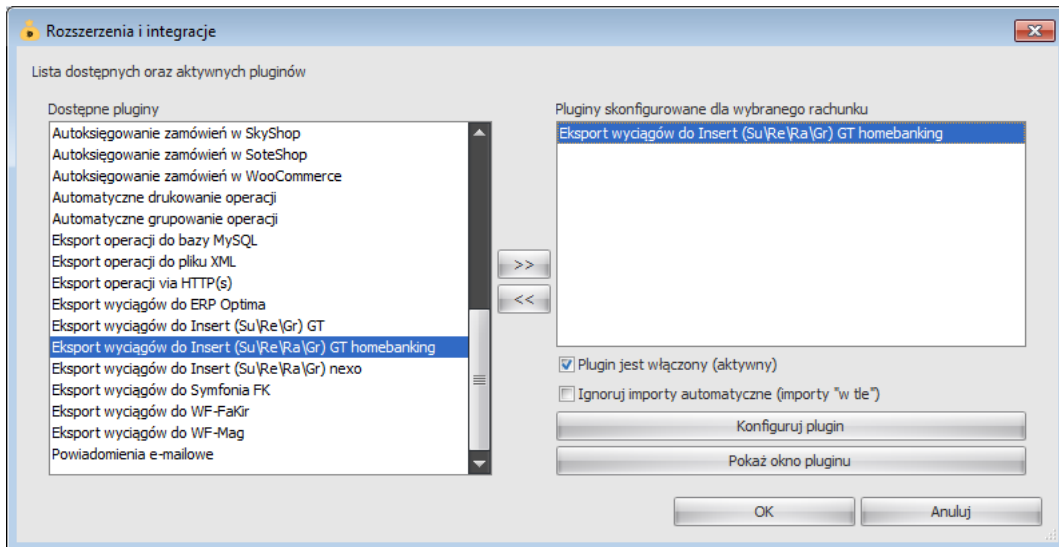 Rozszerzenia i integracje
Lista dostępnych oraz aktywnych pluginów
Dostępne pluginy
Autoksięgowanie zamówień w SkyShop
Autoksięgowanie zamówień w SoteShop
Autoksięgowanie zamówień w WooCommerce
Automatyczne drukowanie operacji
Automatyczne grupowanie operacji
Eksport operacji do bazy MySQL
Eksport operacji do pliku XML
Eksport operacji via HTTP(s)
Eksport wyciągów do ERP Optima
Eksport wyciągów do Insert (Su\Re\Gr) GT
Eksport wyciągów do Insert (Su\Re\Ra\Gr) GT homebanking
Eksport wyciągów do Insert (Su\Re\Ra\Gr) nexo
Eksport wyciągów do Symfonia FK
Eksport wyciągów do WF-FaKir
Eksport wyciągów do WF-Mag
Powiadomienia e-mailowe
>>
<<
Pluginy skonfigurowane dla wybranego rachunku
Eksport wyciągów do Insert (Su\Re\Ra\Gr) GT homebanking
Plugin jest włączony (aktywny)
Ignoruj importy automatyczne (importy "w tle")
Konfiguruj plugin
Pokaż okno pluginu
OK
Anuluj